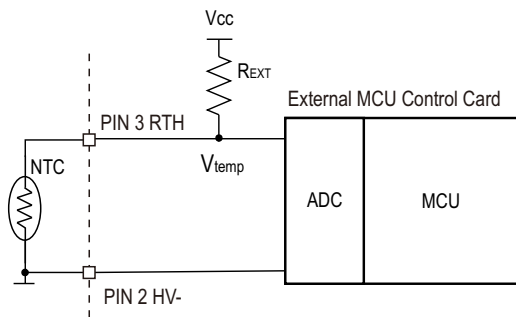 Vcc
REXT
External MCU Control Card
PIN 3 RTH
NTC
Vtemp
ADC
MCU
PIN 2 HV-